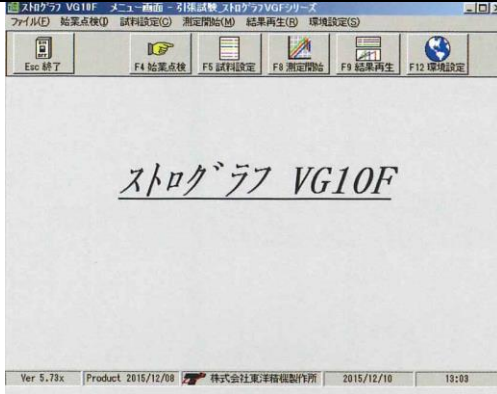 ｽﾄﾛｸﾞﾗﾌ VG10F メニュー画面 - 引張試験 ｽﾄﾛｸﾞﾗﾌVGFシリーズ
ファイル(F) 始業点検(I) 試料設定(C) 測定開始(M) 結果再生(R) 環境設定(S)
Esc 終了 F4 始業点検 F5 試料設定 F8 測定開始 F9 結果再生 F12 環境設定
ｽﾄﾛｸﾞﾗﾌ VG10F
Ver 5.73x Product 2015/12/08 株式会社東洋精機製作所 2015/12/10 13:03